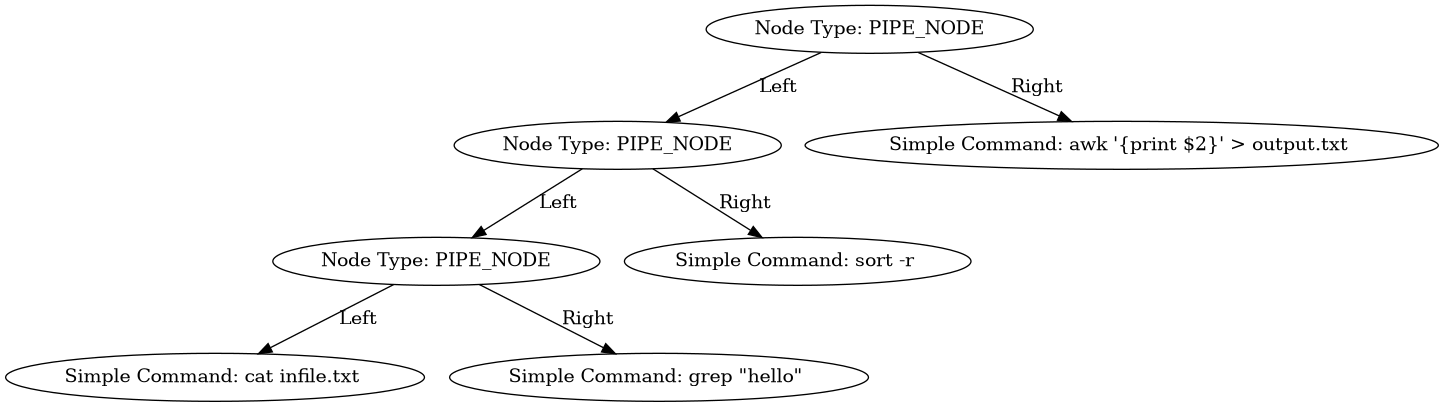 Node Type: PIPE_NODE
Left
Right
Node Type: PIPE_NODE
Simple Command: awk '{print $2}' > output.txt
Left
Right
Node Type: PIPE_NODE
Simple Command: sort -r
Left
Right
Simple Command: cat infile.txt
Simple Command: grep "hello"